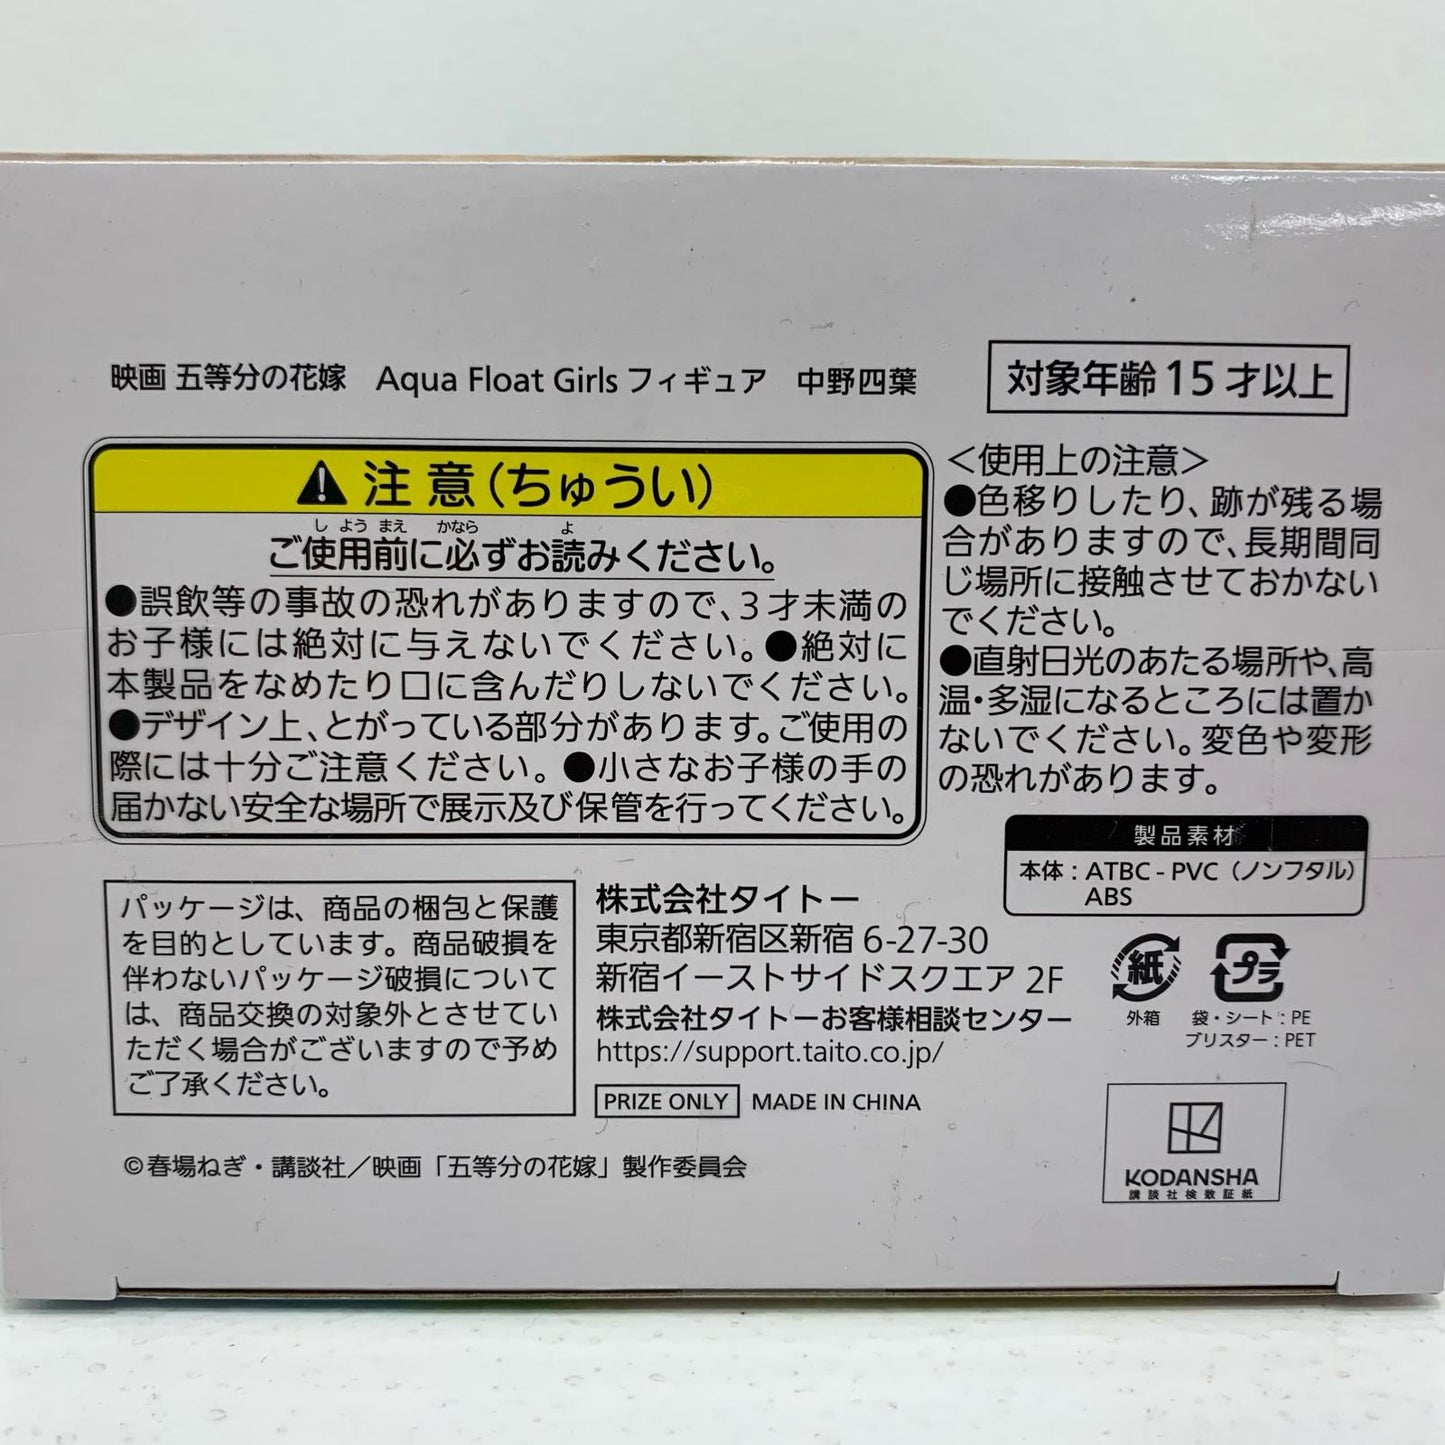 映画 五等分の花嫁 Aqua Float Girls フィギュア 中野四葉
対象年齢15才以上
注意(ちゅうい)
しよう まえ かなら よ
ご使用前に必ずお読みください。
●誤飲等の事故の恐れがありますので、3才未満の
お子様には絶対に与えないでください。●絶対に
本製品をなめたり口に含んだりしないでください。
●デザイン上、とがっている部分があります。ご使用の
際には十分ご注意ください。●小さなお子様の手の
届かない安全な場所で展示及び保管を行ってください。
＜使用上の注意＞
●色移りしたり、跡が残る場
合がありますので、長期間同
じ場所に接触させておかない
でください。
●直射日光のあたる場所や、高
温・多湿になるところには置か
ないでください。変色や変形
の恐れがあります。
製品素材
本体：ATBC-PVC（ノンフタル）
ABS
パッケージは、商品の梱包と保護
を目的としています。商品破損を
伴わないパッケージ破損について
は、商品交換の対象外とさせてい
ただく場合がございますので予め
ご了承ください。
株式会社タイトー
東京都新宿区新宿 6-27-30
新宿イーストサイドスクエア 2F
株式会社タイトーお客様相談センター
https://support.taito.co.jp/
PRIZE ONLY MADE IN CHINA
紙
外箱
プラ
袋・シート：PE
ブリスター：PET
©春場ねぎ・講談社／映画「五等分の花嫁」製作委員会
KODANSHA
講談社検数証紙